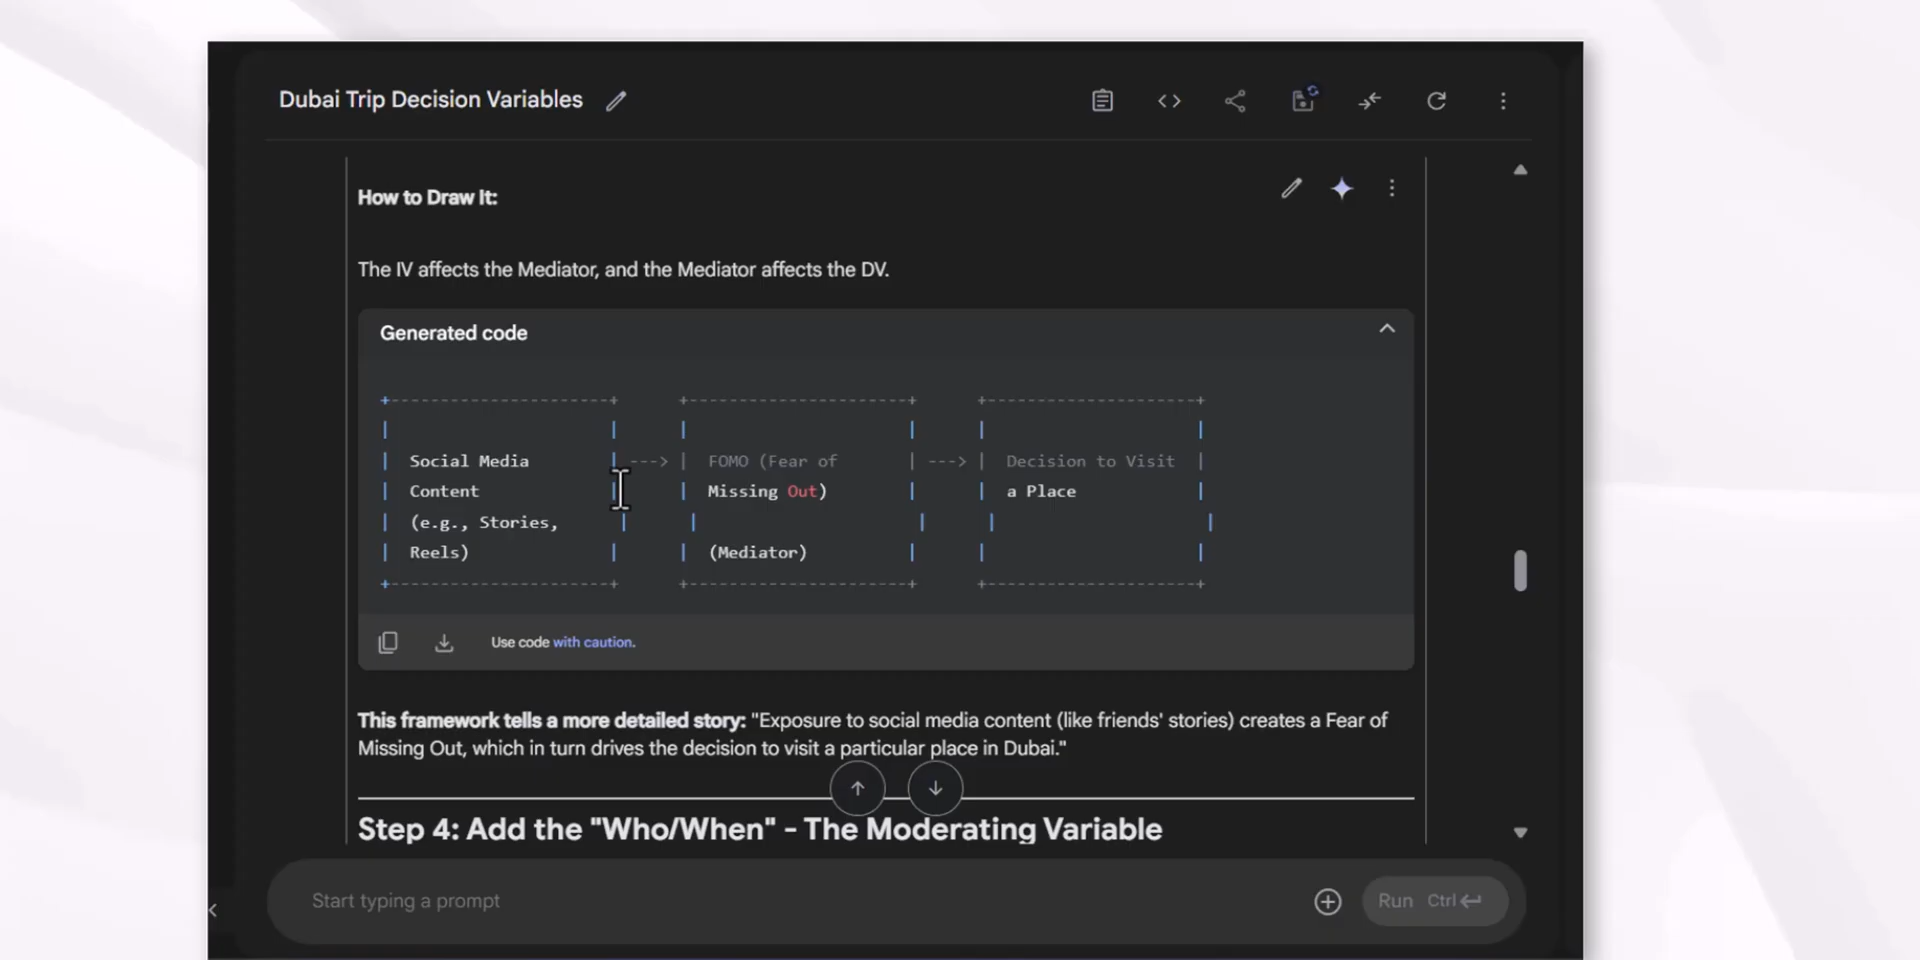 Dubai Trip Decision Variables
How to Draw It:
The IV affects the Mediator, and the Mediator affects the DV.
Generated code
+-----------------------+      +-----------------------+      +----------------------+
|                       |      |                       |      |                      |
|  Social Media         | ---> |  FOMO (Fear of        | ---> |  Decision to Visit   |
|  Content              |      |  Missing Out)         |      |  a Place             |
|  (e.g., Stories,       |      |                       |      |                      |
|  Reels)               |      |  (Mediator)           |      |                      |
+-----------------------+      +-----------------------+      +----------------------+
Use code with caution.
This framework tells a more detailed story: "Exposure to social media content (like friends' stories) creates a Fear of
Missing Out, which in turn drives the decision to visit a particular place in Dubai."
Step 4: Add the "Who/When" - The Moderating Variable
Start typing a prompt
Run Ctrl